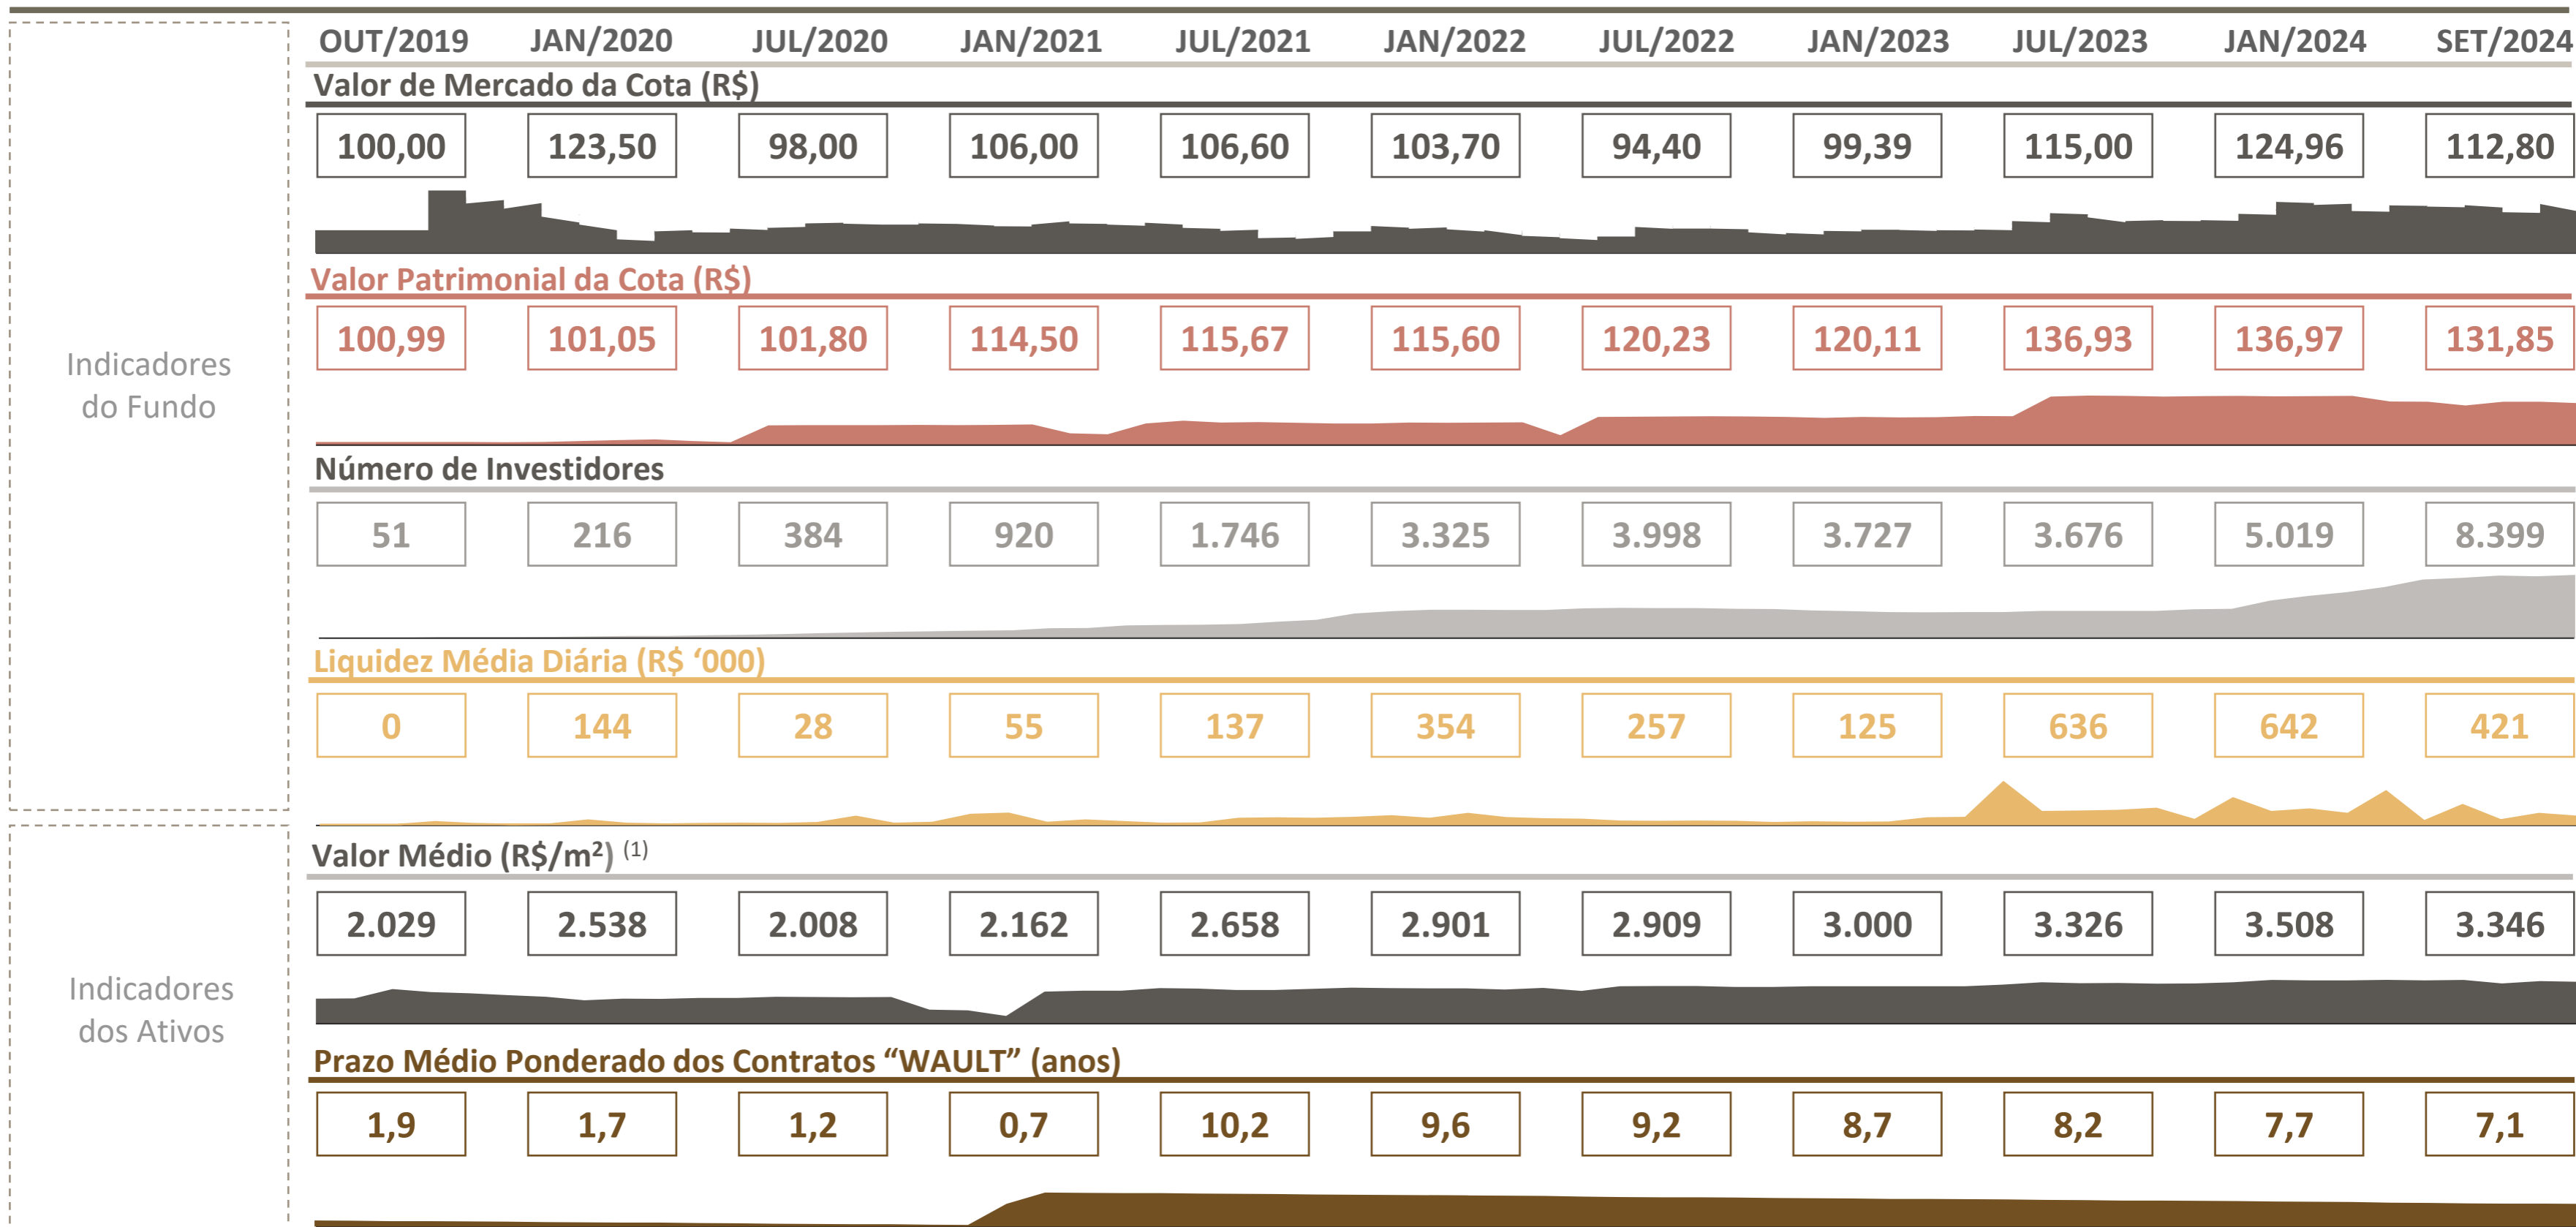 OUT/2019 JAN/2020 JUL/2020 JAN/2021 JUL/2021 JAN/2022 JUL/2022 JAN/2023 JUL/2023 JAN/2024 SET/2024
Indicadores
do Fundo
Valor de Mercado da Cota (R$)
100,00 123,50 98,00 106,00 106,60 103,70 94,40 99,39 115,00 124,96 112,80
Valor Patrimonial da Cota (R$)
100,99 101,05 101,80 114,50 115,67 115,60 120,23 120,11 136,93 136,97 131,85
Número de Investidores
51 216 384 920 1.746 3.325 3.998 3.727 3.676 5.019 8.399
Liquidez Média Diária (R$ ‘000)
0 144 28 55 137 354 257 125 636 642 421
Indicadores
dos Ativos
Valor Médio (R$/m²) (1)
2.029 2.538 2.008 2.162 2.658 2.901 2.909 3.000 3.326 3.508 3.346
Prazo Médio Ponderado dos Contratos “WAULT” (anos)
1,9 1,7 1,2 0,7 10,2 9,6 9,2 8,7 8,2 7,7 7,1